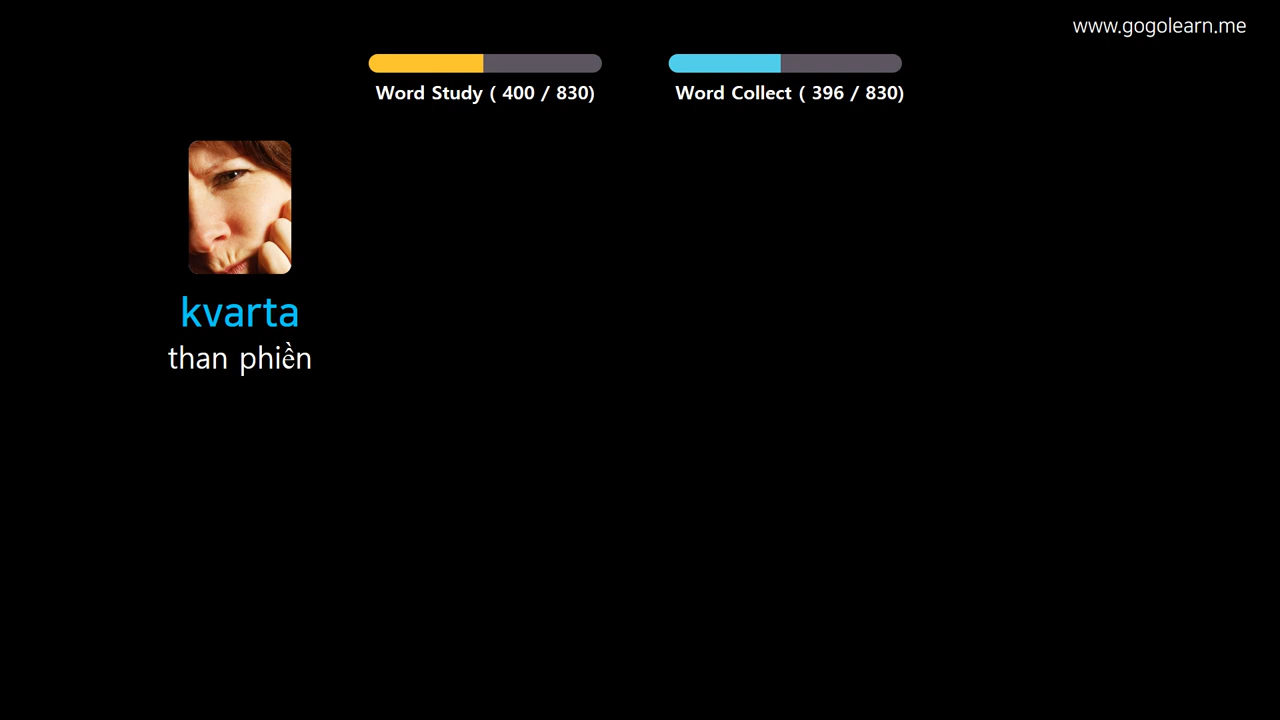 www.gogolearn.me
Word Study ( 400 / 830)
Word Collect ( 396 / 830)
kvarta
than phiền